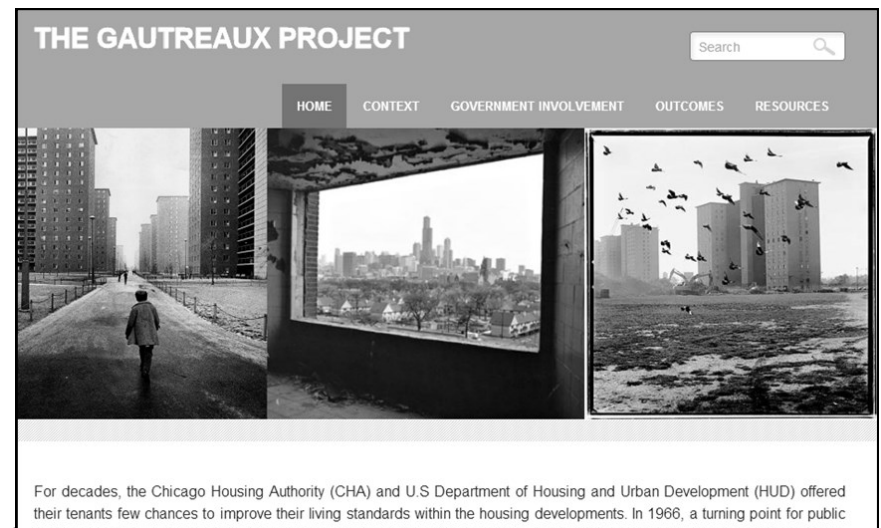 THE GAUTREAUX PROJECT
Search
HOME CONTEXT GOVERNMENT INVOLVEMENT OUTCOMES RESOURCES
For decades, the Chicago Housing Authority (CHA) and U.S Department of Housing and Urban Development (HUD) offered
their tenants few chances to improve their living standards within the housing developments. In 1966, a turning point for public